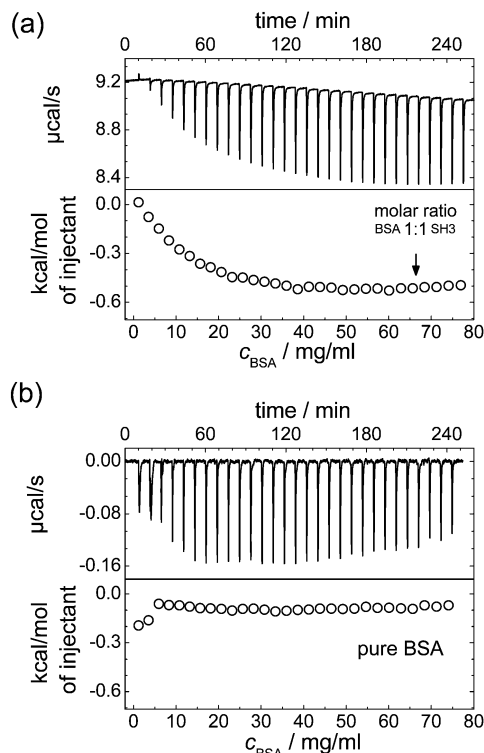 (a)
time / min
0 60 120 180 240
9.2
8.8
8.4
µcal/s
0.0
-0.3
-0.6
kcal/mol
of injectant
molar ratio
BSA 1:1 SH3
0 10 20 30 40 50 60 70 80
cBSA / mg/ml
(b)
time / min
0 60 120 180 240
0.00
-0.08
-0.16
µcal/s
0.0
-0.3
-0.6
kcal/mol
of injectant
pure BSA
0 10 20 30 40 50 60 70 80
cBSA / mg/ml